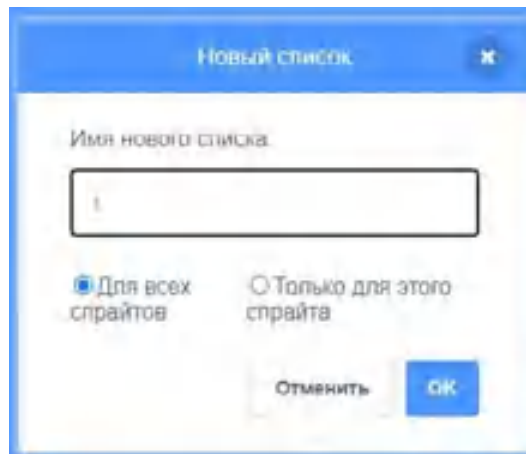 Новый список
Имя нового списка:
Для всех
спрайтов
Только для этого
спрайта
Отменить
ОК